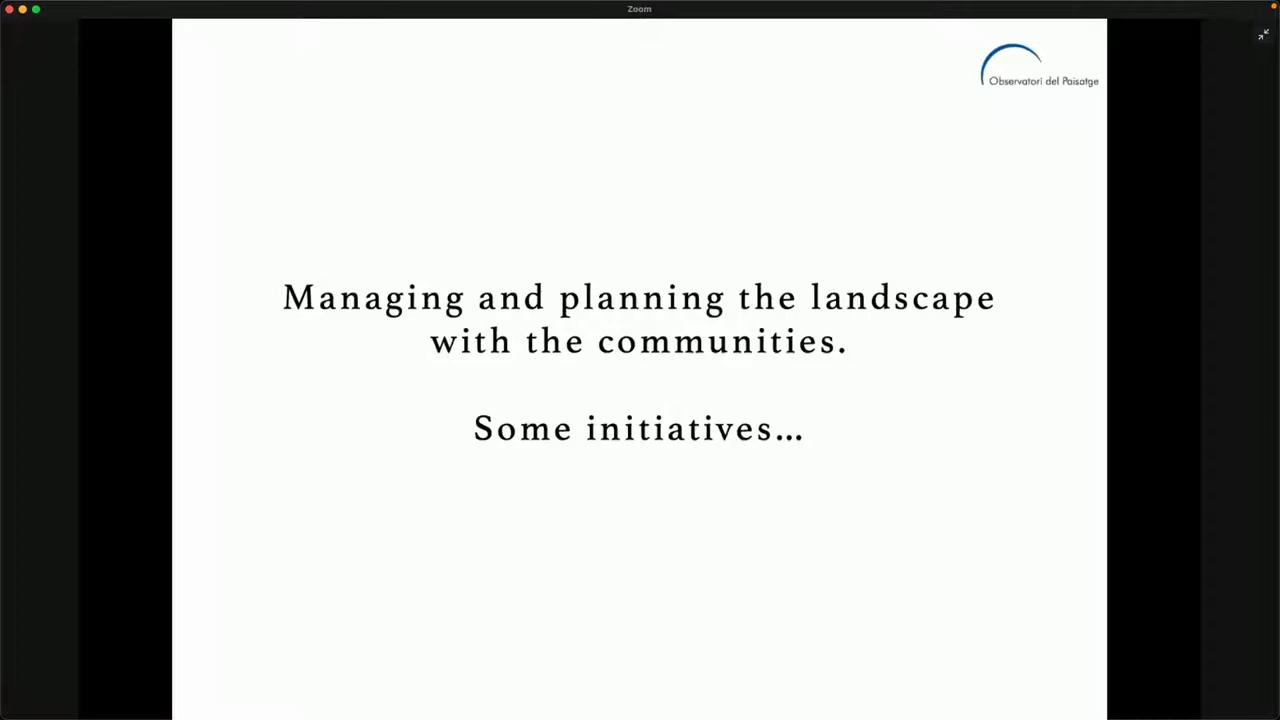 Zoom
Observatori del Paisatge
Managing and planning the landscape
with the communities.
Some initiatives...